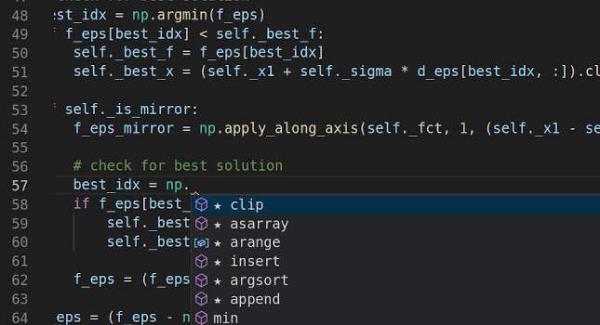 48 est_idx = np.argmin(f_eps)
49 f_eps[best_idx] < self._best_f:
50 self._best_f = f_eps[best_idx]
51 self._best_x = (self._x1 + self._sigma * d_eps[best_idx, :]).cl
52
53 self._is_mirror:
54 f_eps_mirror = np.apply_along_axis(self._fct, 1, (self._x1 - se
55
56 # check for best solution
57 best_idx = np.
58 if f_eps[best_
★ clip
59 self._best
★ asarray
60 self._best
★ arange
61
★ insert
62 f_eps = (f_eps
★ argsort
63
★ append
64 eps = (f_eps - n
min